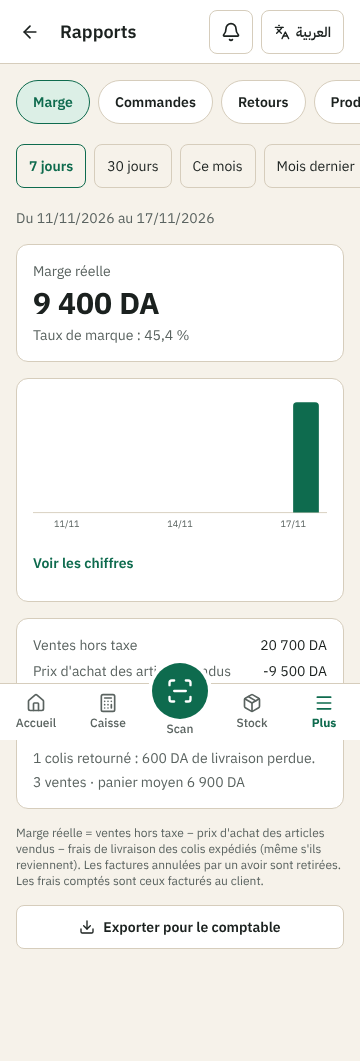 Rapports
العربية
Marge
Commandes
Retours
Prod
7 jours
30 jours
Ce mois
Mois dernier
Du 11/11/2026 au 17/11/2026
Marge réelle
9 400 DA
Taux de marque : 45,4 %
11/11
14/11
17/11
Voir les chiffres
Ventes hors taxe
20 700 DA
Prix d'achat des arti
ndus
-9 500 DA
Accueil
Caisse
Scan
Stock
Plus
1 colis retourné : 600 DA de livraison perdue.
3 ventes · panier moyen 6 900 DA
Marge réelle = ventes hors taxe − prix d'achat des articles
vendus − frais de livraison des colis expédiés (même s'ils
reviennent). Les factures annulées par un avoir sont retirées.
Les frais comptés sont ceux facturés au client.
Exporter pour le comptable